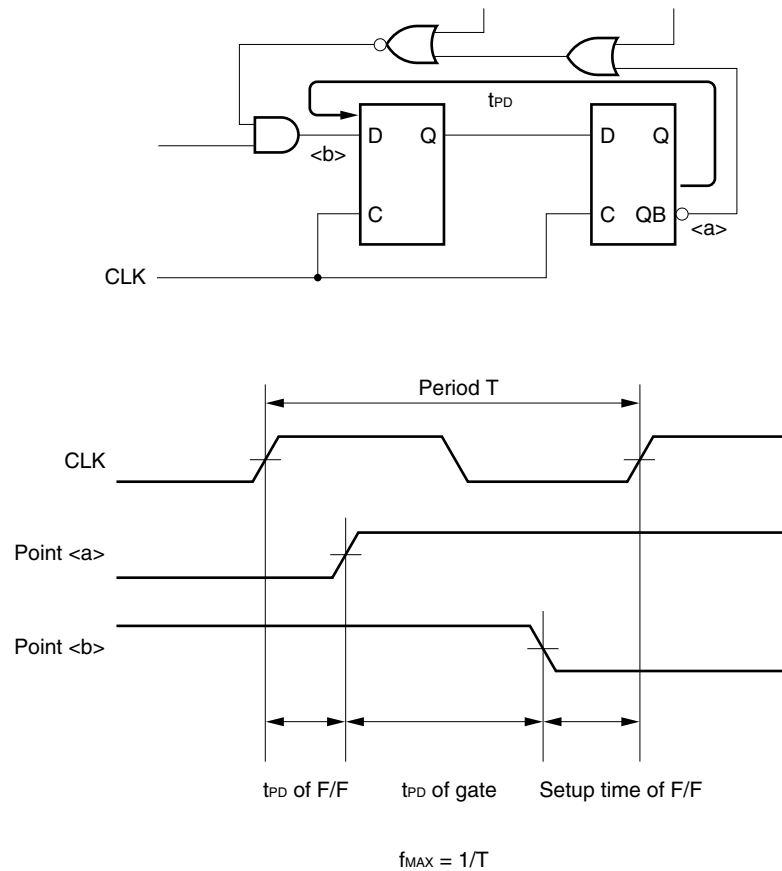 tPD
<b>
D Q
D Q
C
C QB
<a>
CLK
Period T
CLK
Point <a>
Point <b>
tPD of F/F
tPD of gate
Setup time of F/F
fMAX = 1/T